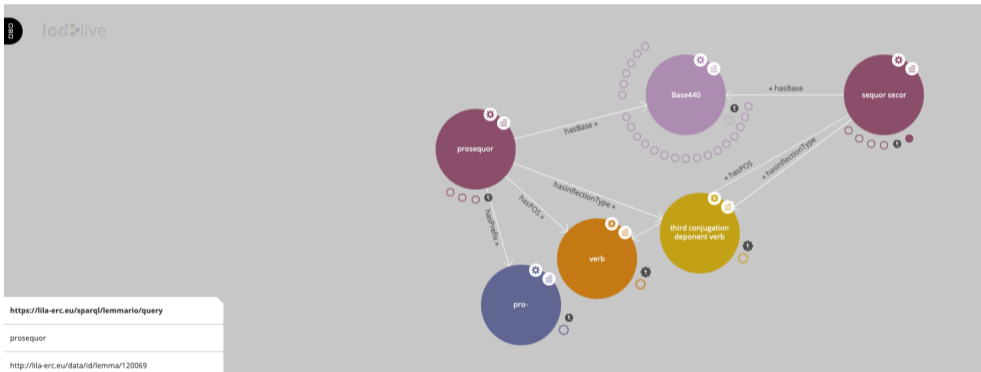 lod live
Base440
« hasBase
sequor secor
hasBase »
prosequor
« hasPOS
« hasInflectionType
hasInflectionType »
hasPOS »
hasPrefix »
third conjugation
deponent verb
verb
pro-
https://lila-erc.eu/sparql/lemmario/query
prosequor
http://lila-erc.eu/data/id/lemma/120069